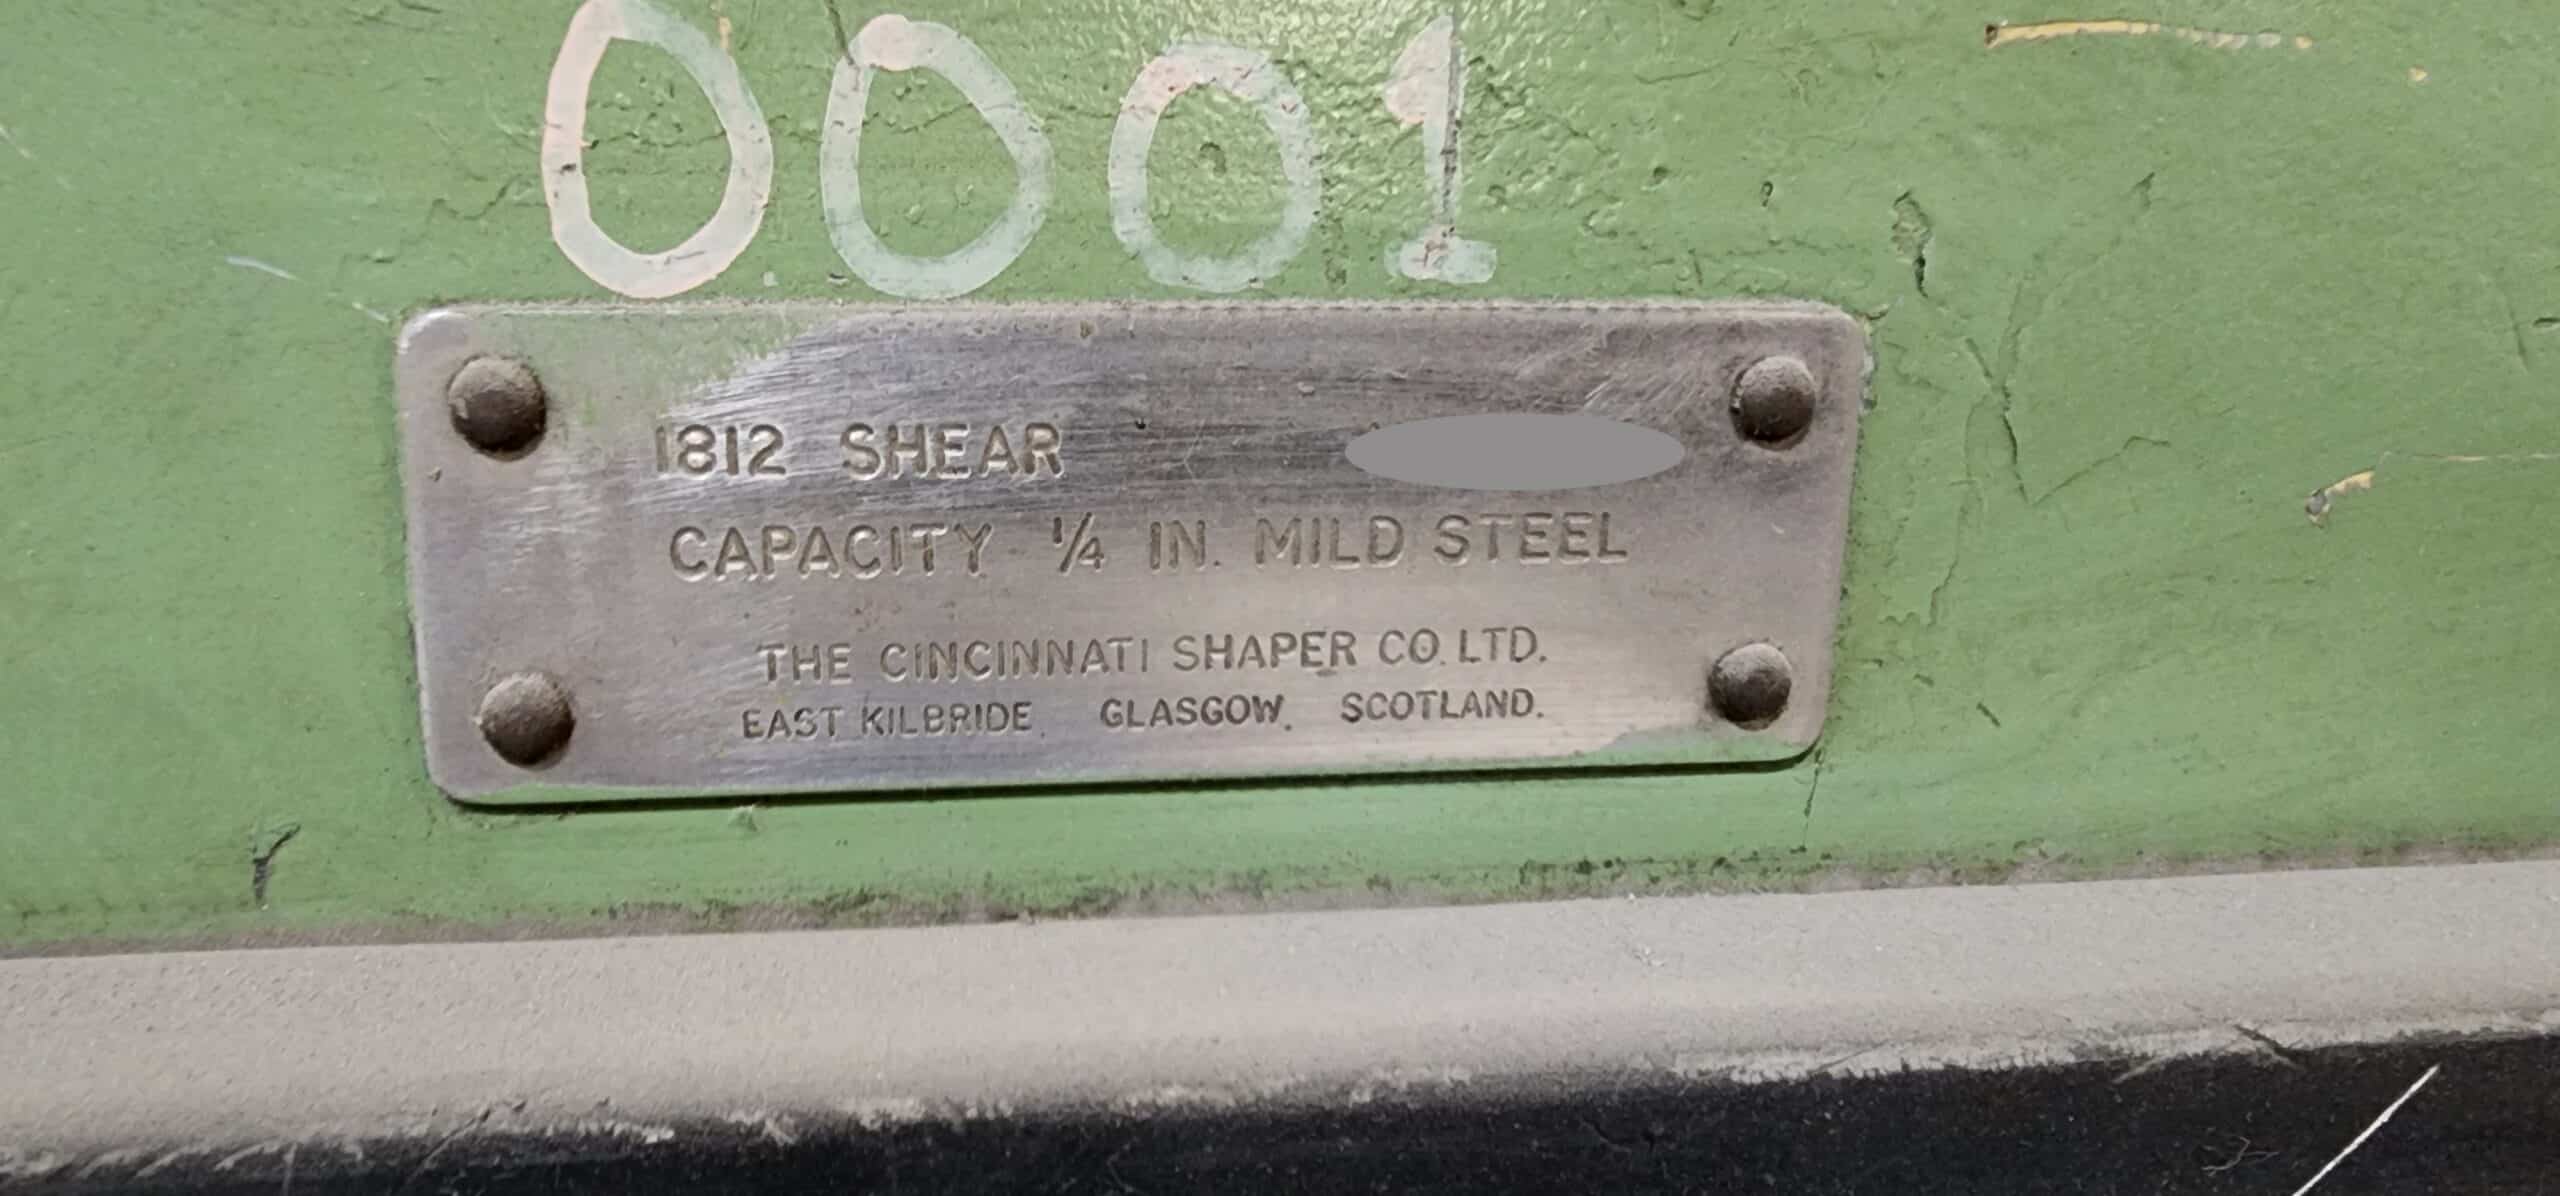 0001
1812 SHEAR
CAPACITY 1/4 IN. MILD STEEL
THE CINCINNATI SHAPER CO. LTD.
EAST KILBRIDE, GLASGOW, SCOTLAND.